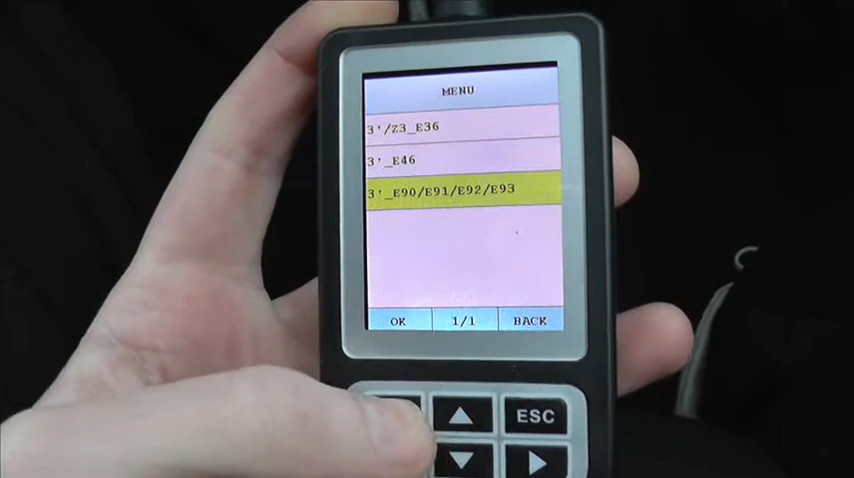 MENU
3'/Z3_E36
3'_E46
3'_E90/E91/E92/E93
OK 1/1 BACK
ESC